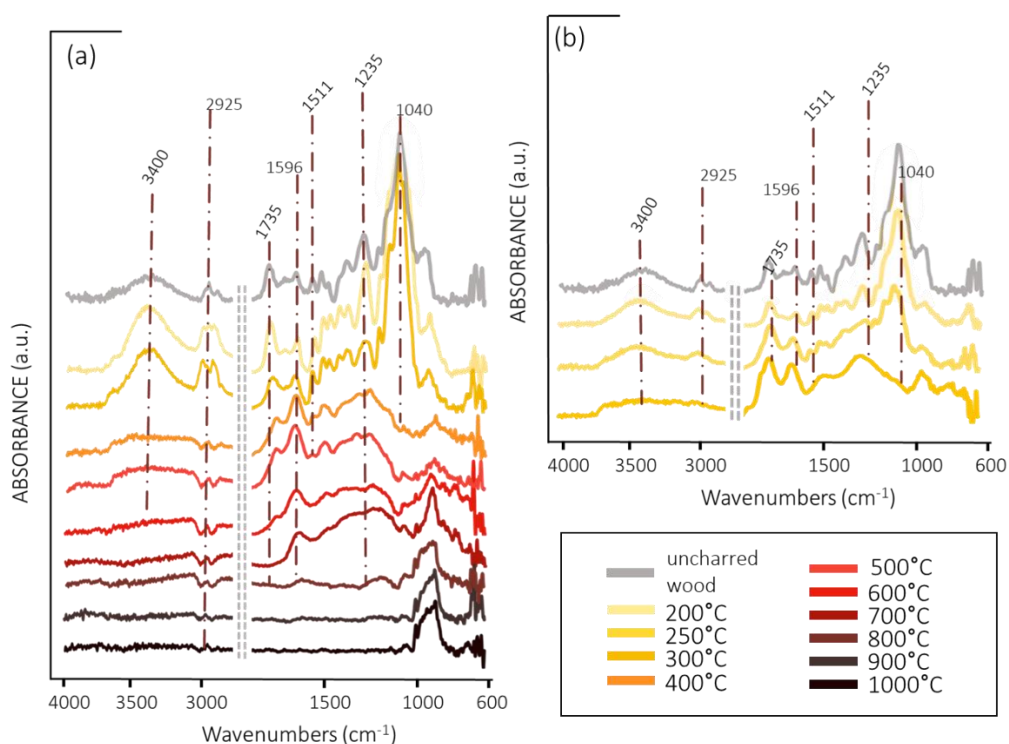 (a)
3400
2925
1735
1596
1511
1235
1040
ABSORBANCE (a.u.)
4000 3500 3000 1500 1000 600
Wavenumbers (cm⁻¹)
(b)
3400
2925
1735
1596
1511
1235
1040
ABSORBANCE (a.u.)
4000 3500 3000 1500 1000 600
Wavenumbers (cm⁻¹)
uncharred
wood
200°C
250°C
300°C
400°C
500°C
600°C
700°C
800°C
900°C
1000°C